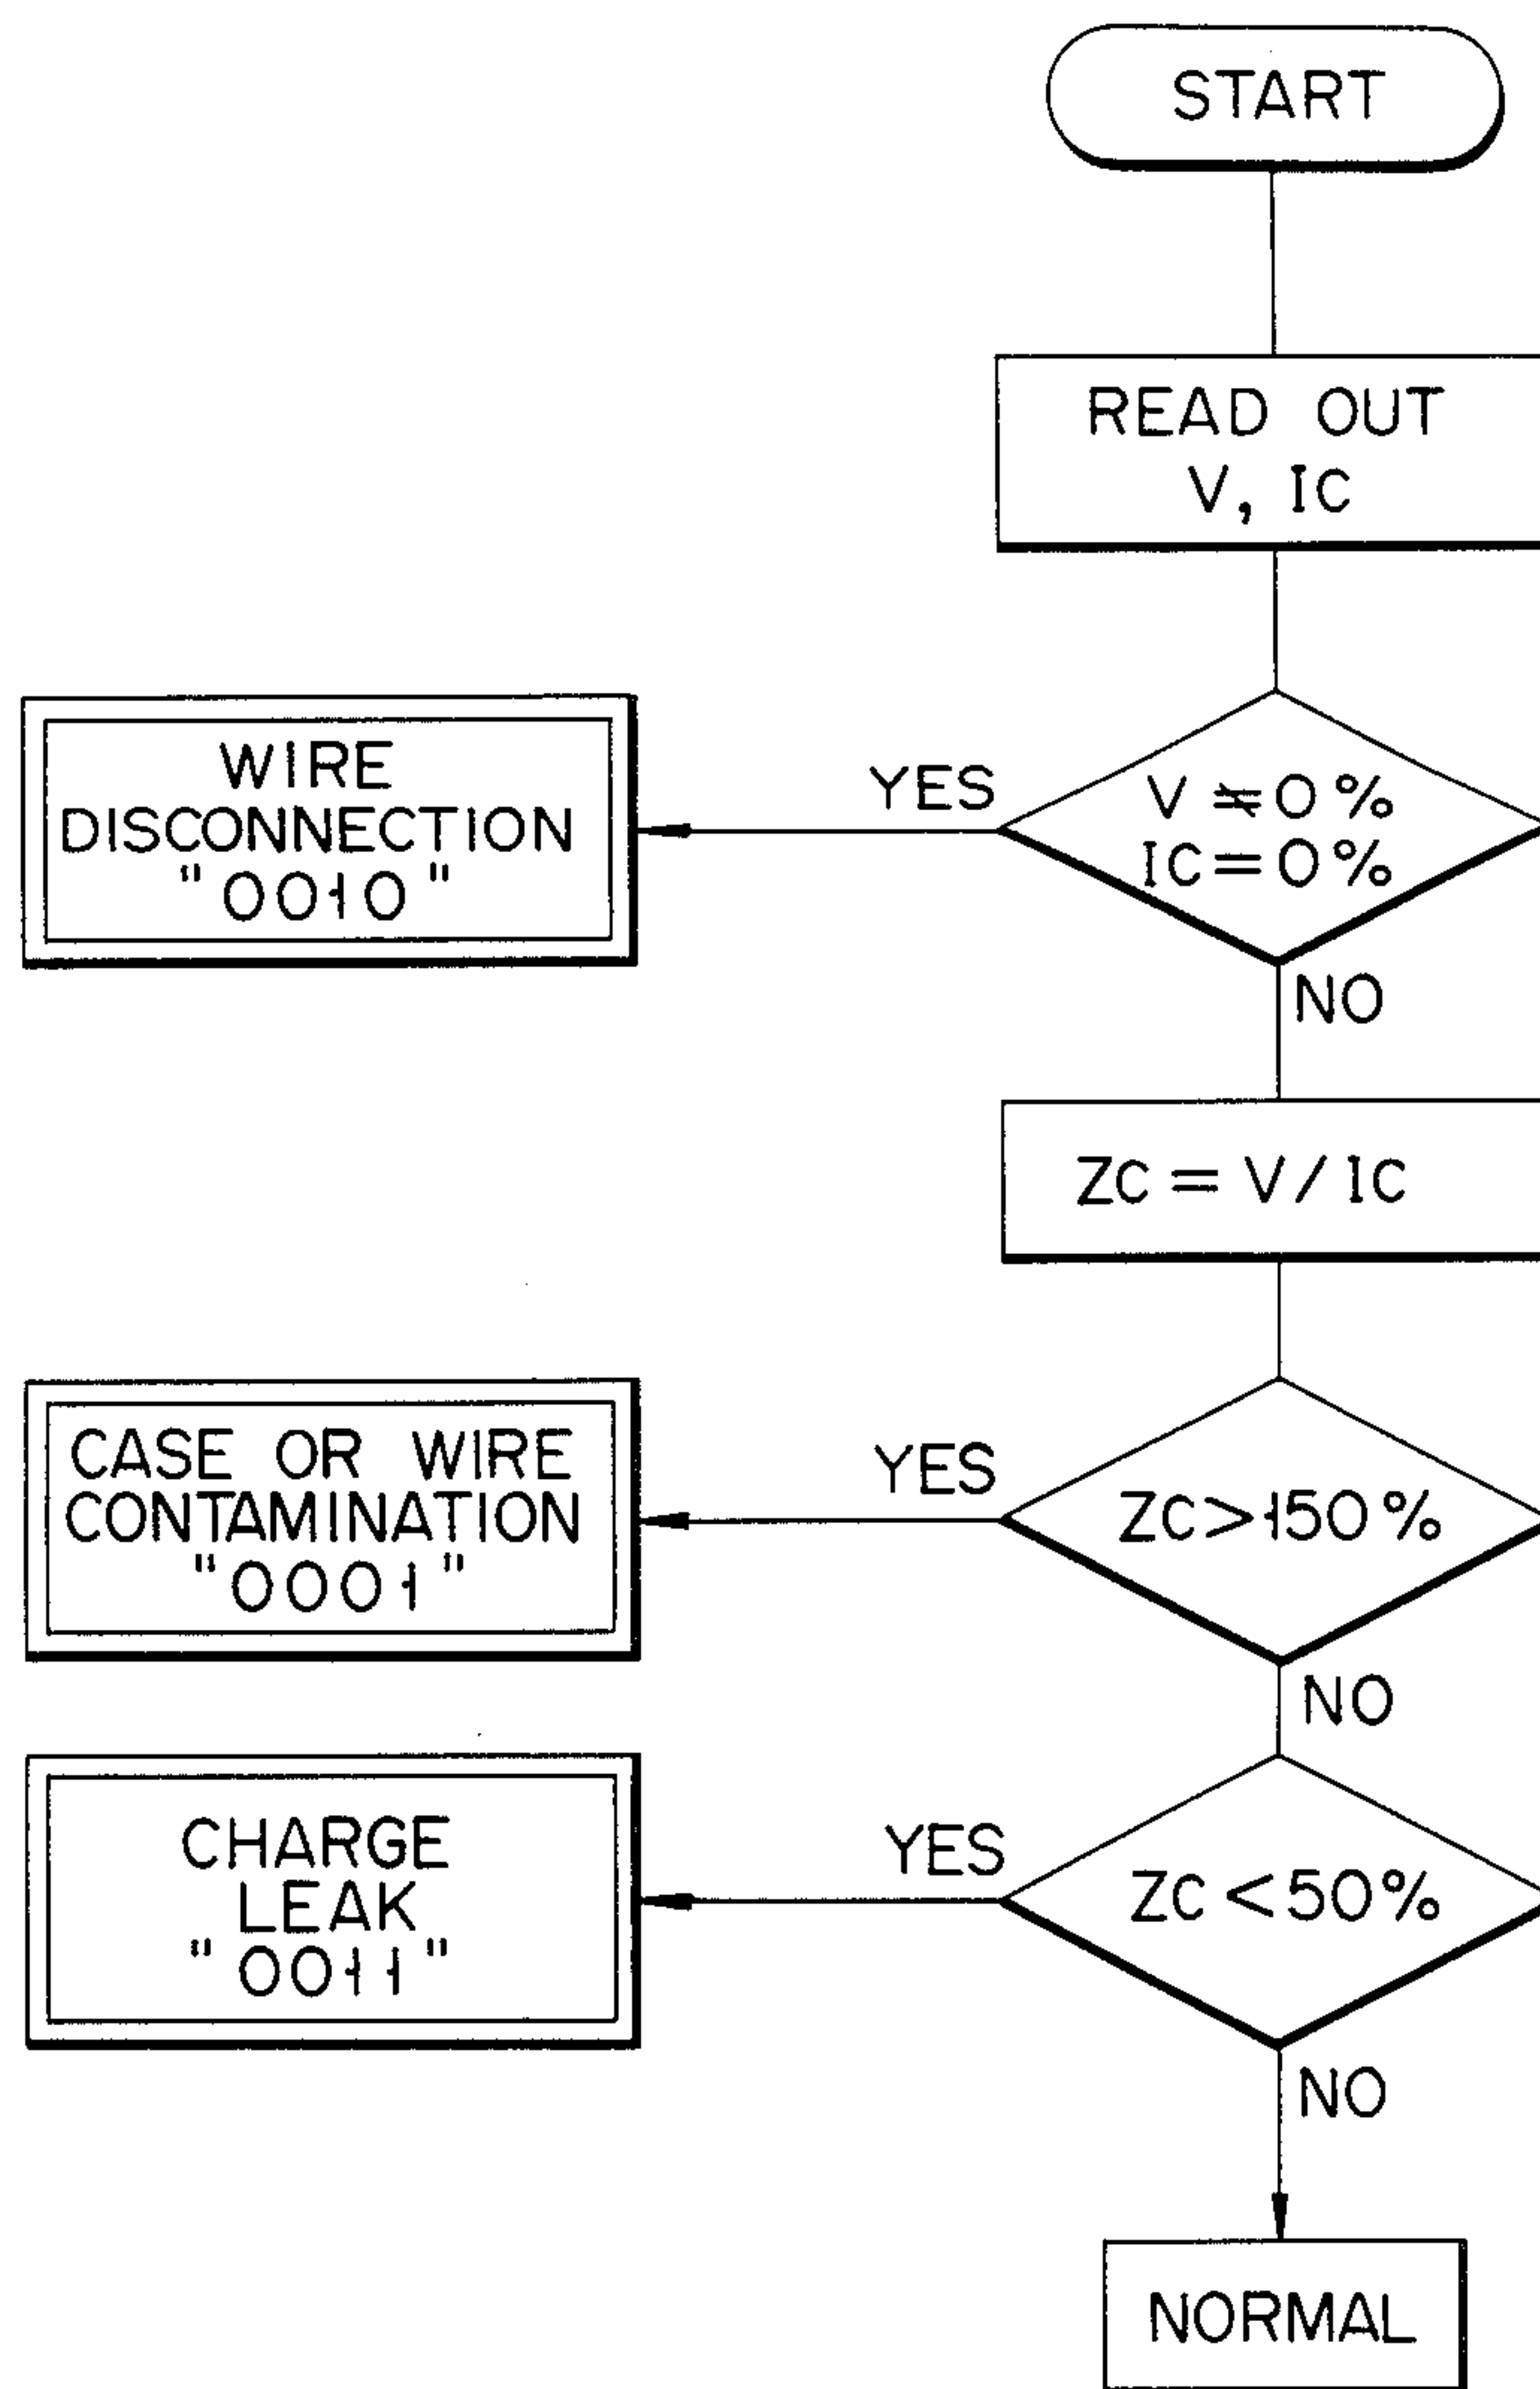 START
READ OUT
V, IC
WIRE
DISCONNECTION
"0010"
YES
V ≠ 0%
IC = 0%
NO
ZC = V / IC
CASE OR WIRE
CONTAMINATION
"0001"
YES
ZC > 150%
NO
CHARGE
LEAK
"0011"
YES
ZC < 50%
NO
NORMAL